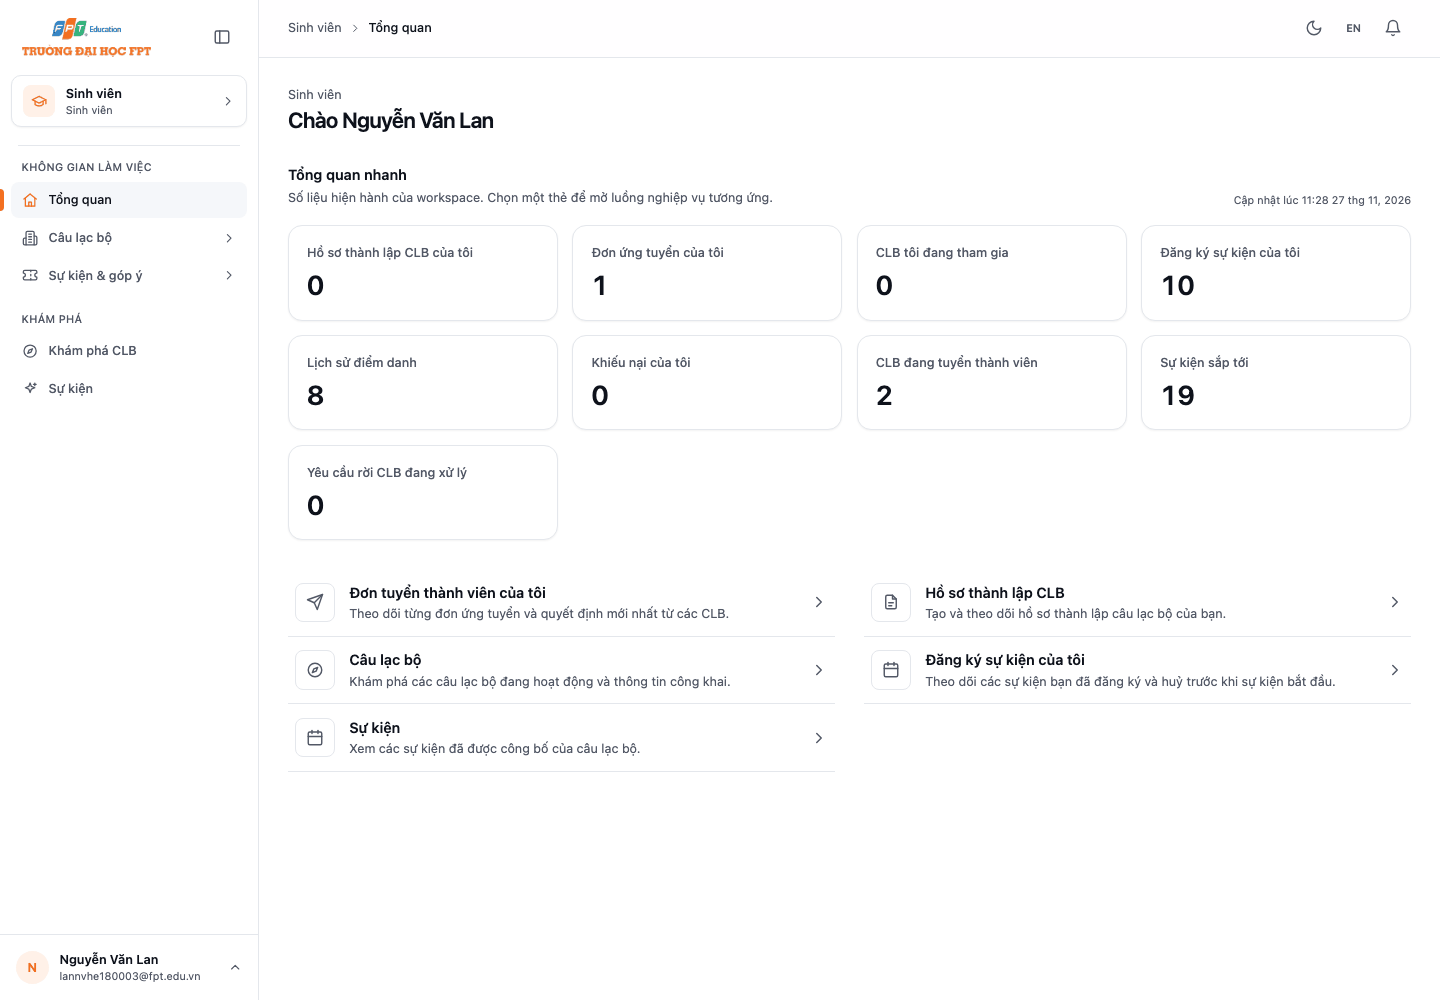 FPT Education
TRƯỜNG ĐẠI HỌC FPT
Sinh viên
Sinh viên
KHÔNG GIAN LÀM VIỆC
Tổng quan
Câu lạc bộ
Sự kiện & góp ý
KHÁM PHÁ
Khám phá CLB
Sự kiện
N
Nguyễn Văn Lan
lannvhe180003@fpt.edu.vn
Sinh viên > Tổng quan
EN
Sinh viên
Chào Nguyễn Văn Lan
Tổng quan nhanh
Số liệu hiện hành của workspace. Chọn một thẻ để mở luồng nghiệp vụ tương ứng.
Cập nhật lúc 11:28 27 thg 11, 2026
Hồ sơ thành lập CLB của tôi
0
Đơn ứng tuyển của tôi
1
CLB tôi đang tham gia
0
Đăng ký sự kiện của tôi
10
Lịch sử điểm danh
8
Khiếu nại của tôi
0
CLB đang tuyển thành viên
2
Sự kiện sắp tới
19
Yêu cầu rời CLB đang xử lý
0
Đơn tuyển thành viên của tôi
Theo dõi từng đơn ứng tuyển và quyết định mới nhất từ các CLB.
Hồ sơ thành lập CLB
Tạo và theo dõi hồ sơ thành lập câu lạc bộ của bạn.
Câu lạc bộ
Khám phá các câu lạc bộ đang hoạt động và thông tin công khai.
Đăng ký sự kiện của tôi
Theo dõi các sự kiện bạn đã đăng ký và huỷ trước khi sự kiện bắt đầu.
Sự kiện
Xem các sự kiện đã được công bố của câu lạc bộ.